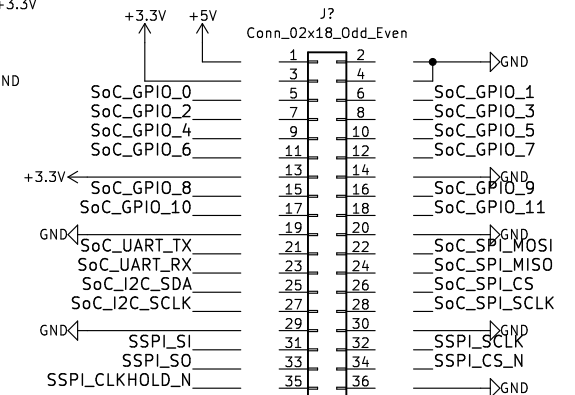 +3.3V
+3.3V +5V J?
Conn_02x18_Odd_Even
1 2 GND
3 4
ND
SoC_GPIO_0 5 6 SoC_GPIO_1
SoC_GPIO_2 7 8 SoC_GPIO_3
SoC_GPIO_4 9 10 SoC_GPIO_5
SoC_GPIO_6 11 12 SoC_GPIO_7
+3.3V 13 14 GND
SoC_GPIO_8 15 16 SoC_GPIO_9
SoC_GPIO_10 17 18 SoC_GPIO_11
GND 19 20 GND
SoC_UART_TX 21 22 SoC_SPI_MOSI
SoC_UART_RX 23 24 SoC_SPI_MISO
SoC_I2C_SDA 25 26 SoC_SPI_CS
SoC_I2C_SCLK 27 28 SoC_SPI_SCLK
GND 29 30 GND
SSPI_SI 31 32 SSPI_SCLK
SSPI_SO 33 34 SSPI_CS_N
SSPI_CLKHOLD_N 35 36 GND